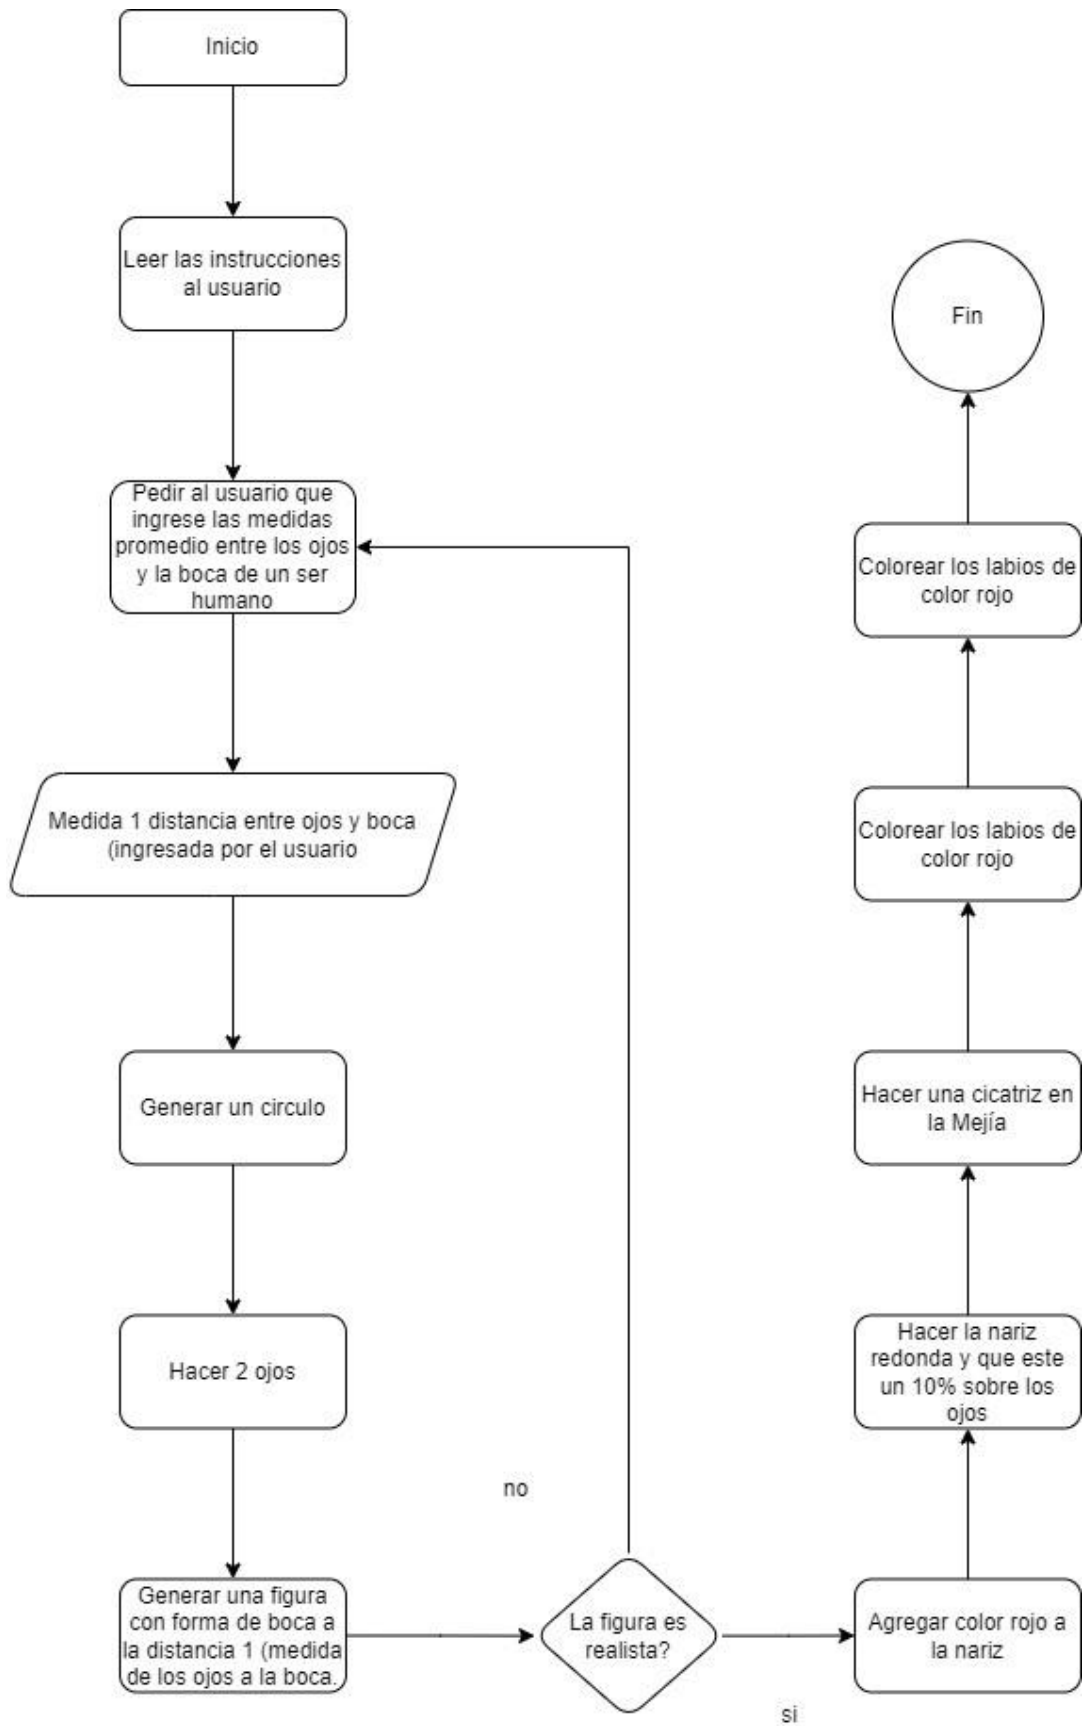 Inicio
Leer las instrucciones
al usuario
Pedir al usuario que
ingrese las medidas
promedio entre los ojos
y la boca de un ser
humano
Medida 1 distancia entre ojos y boca
(ingresada por el usuario
Generar un circulo
Hacer 2 ojos
Generar una figura
con forma de boca a
la distancia 1 (medida
de los ojos a la boca.
no
La figura es
realista?
si
Agregar color rojo a
la nariz
Hacer la nariz
redonda y que este
un 10% sobre los
ojos
Hacer una cicatriz en
la Mejía
Colorear los labios de
color rojo
Colorear los labios de
color rojo
Fin